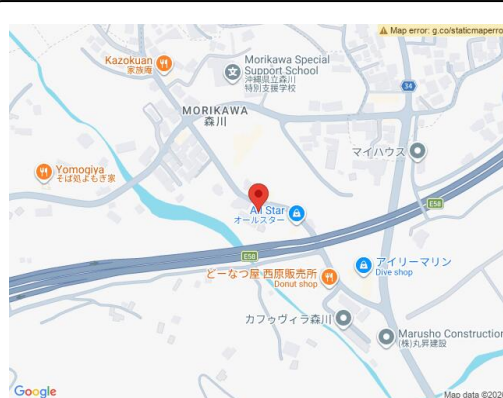 Map error: g.co/staticmaperro
Kazokuan
家族庵
Morikawa Special
Support School
沖縄県立森川
特別支援学校
34
MORIKAWA
森川
マイハウス
Yomogiya
そば処よもぎ家
E58
All Star
オールスター
E58
アイリーマリン
Dive shop
どーなつ屋 西原販売所
Donut shop
カフゥヴィラ森川
Marusho Construction
(株)丸昇建設
Google
Map data ©202